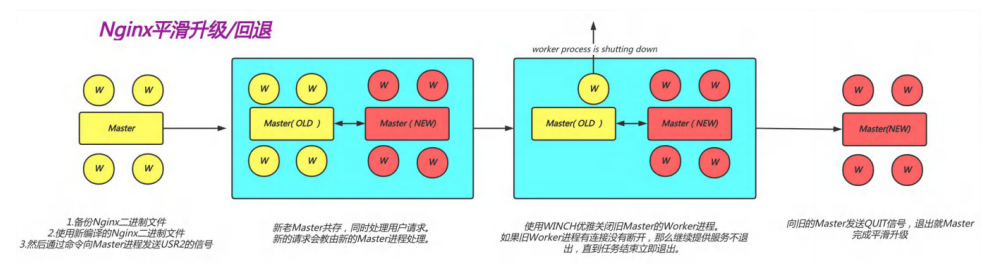 Nginx平滑升级/回退
worker process is shutting down
W W W W W W W
W W
Master Master( OLD ) Master ( NEW) Master( OLD ) Master ( NEW) Master(NEW)
W W W W W W W W W W
1.备份Nginx二进制文件
2.使用新编译的Nginx二进制文件
3.然后通过命令向Master进程发送USR2的信号
新老Master共存，同时处理用户请求。
新的请求会教由新的Master进程处理。
使用WINCH优雅关闭旧Master的Worker进程。
如果旧Worker进程有连接没有断开，那么继续提供服务不退
出，直到任务结束立即退出。
向旧的Master发送QUIT信号，退出就Master
完成平滑升级